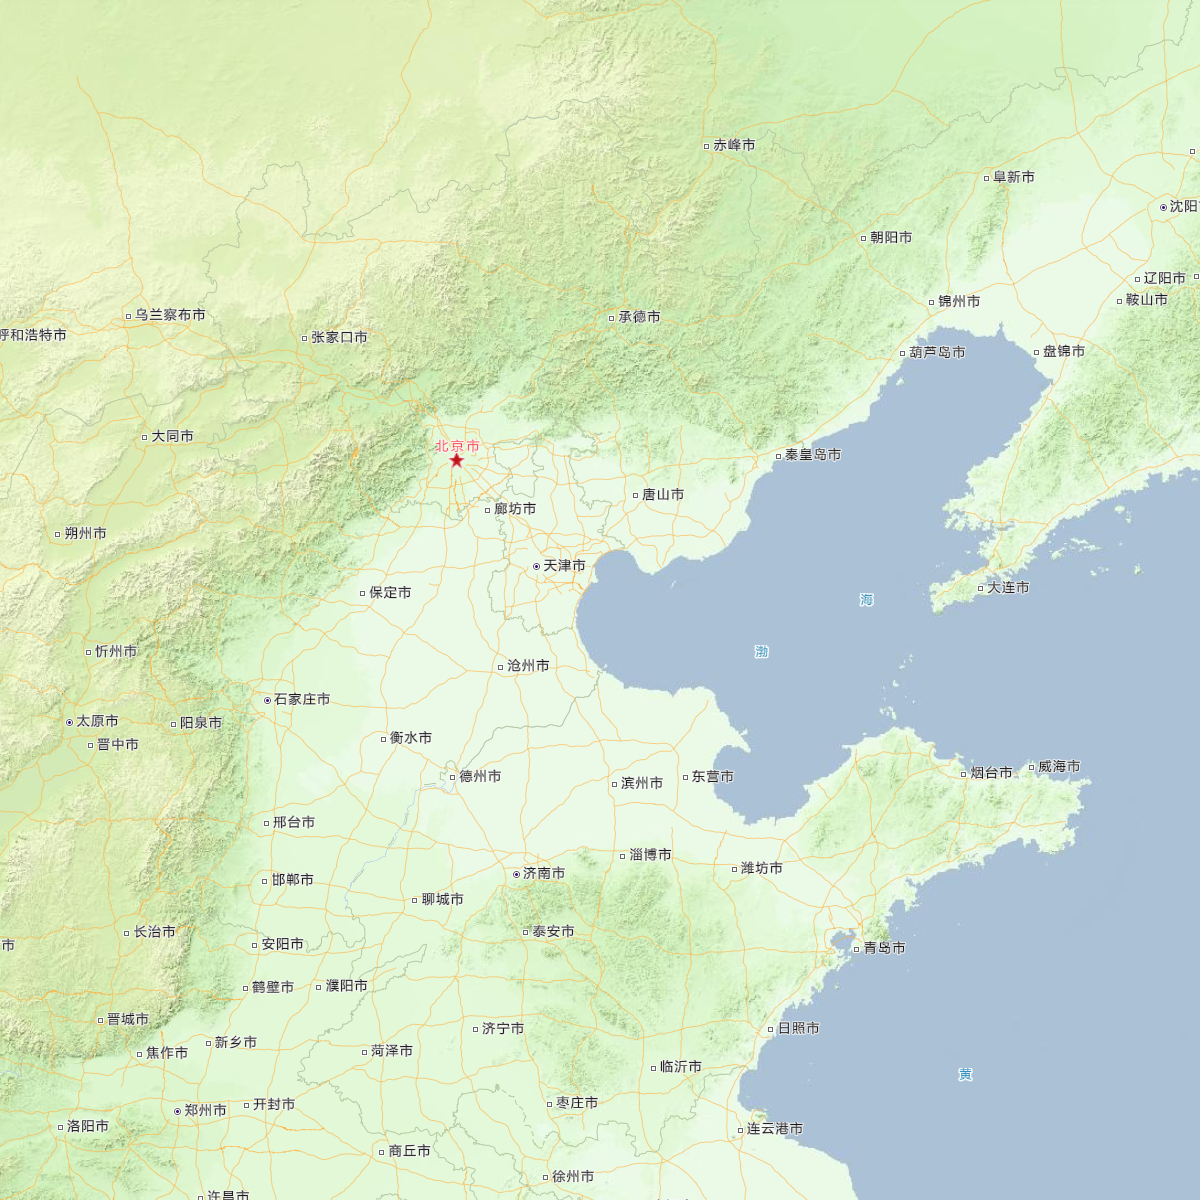 赤峰市
阜新市
沈阳
朝阳市
辽阳市
鞍山市
锦州市
乌兰察布市
承德市
呼和浩特市
张家口市
葫芦岛市
盘锦市
大同市
北京市
秦皇岛市
唐山市
廊坊市
朔州市
天津市
大连市
保定市
海
忻州市
渤
沧州市
石家庄市
太原市
阳泉市
晋中市
衡水市
威海市
烟台市
德州市
东营市
滨州市
邢台市
淄博市
潍坊市
济南市
邯郸市
聊城市
长治市
泰安市
市
安阳市
青岛市
鹤壁市
濮阳市
晋城市
济宁市
日照市
新乡市
焦作市
菏泽市
临沂市
黄
枣庄市
开封市
郑州市
洛阳市
连云港市
商丘市
徐州市
许昌市